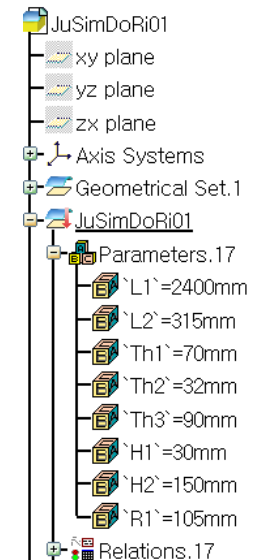 JuSimDoRi01
xy plane
yz plane
zx plane
Axis Systems
Geometrical Set.1
JuSimDoRi01
Parameters.17
`L1`=2400mm
`L2`=315mm
`Th1`=70mm
`Th2`=32mm
`Th3`=90mm
`H1`=30mm
`H2`=150mm
`R1`=105mm
Relations.17